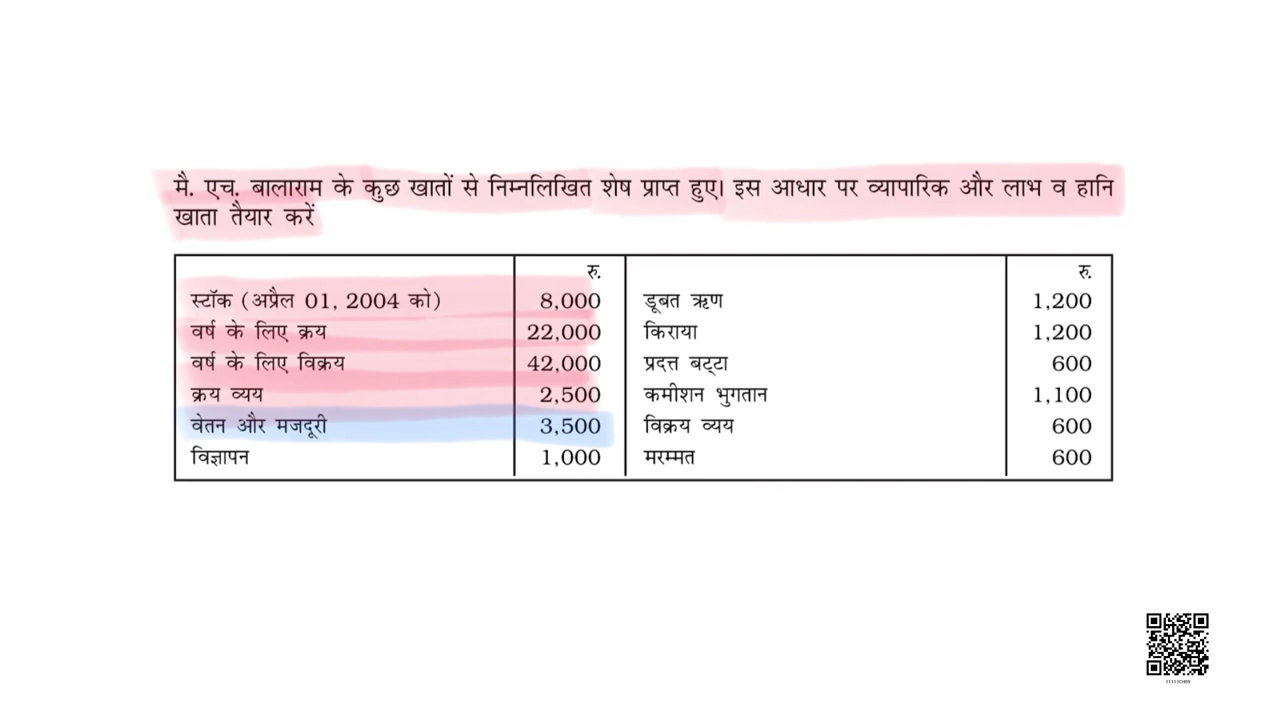 मै. एच. बालाराम के कुछ खातों से निम्नलिखित शेष प्राप्त हुए। इस आधार पर व्यापारिक और लाभ व हानि
खाता तैयार करें
रु. रु.
स्टॉक (अप्रैल 01, 2004 को) 8,000 डूबत ऋण 1,200
वर्ष के लिए क्रय 22,000 किराया 1,200
वर्ष के लिए विक्रय 42,000 प्रदत्त बट्टा 600
क्रय व्यय 2,500 कमीशन भुगतान 1,100
वेतन और मजदूरी 3,500 विक्रय व्यय 600
विज्ञापन 1,000 मरम्मत 600